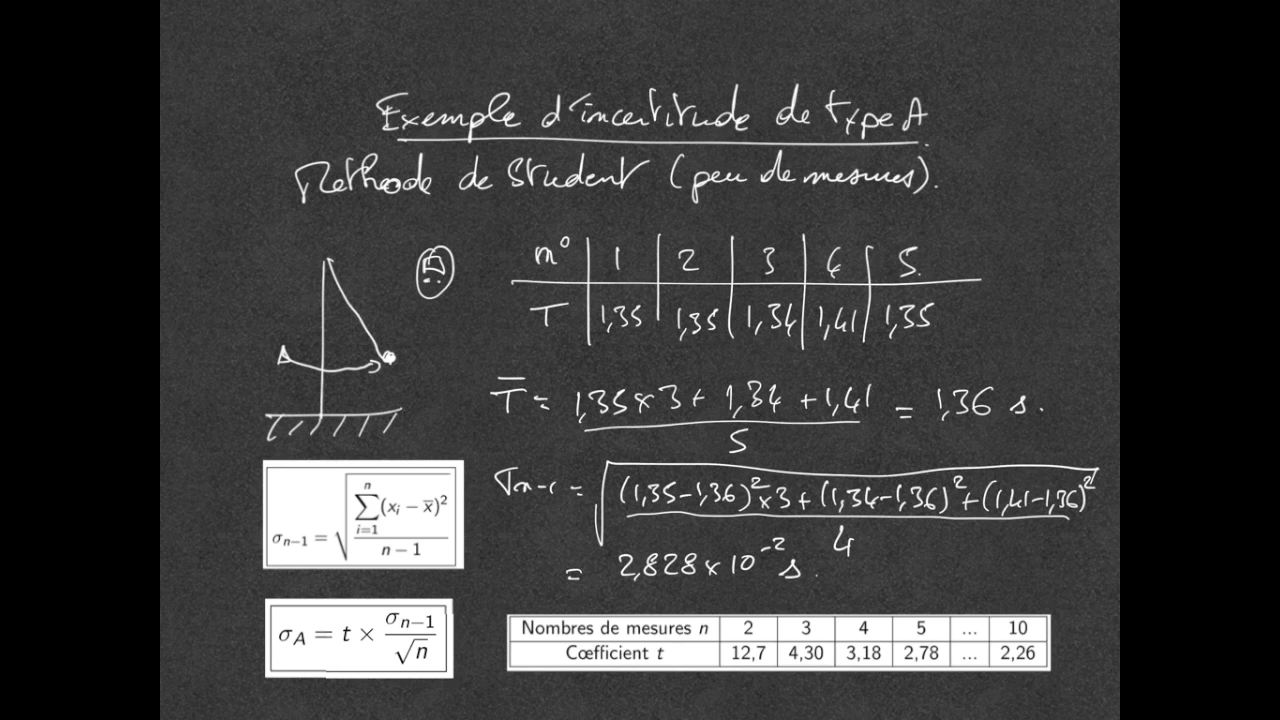 Exemple d'incertitude de type A.
Méthode de Student (peu de mesures).
n° 1 2 3 4 5
T 1,35 1,35 1,34 1,41 1,35
T̅ = (1,35 × 3 + 1,34 + 1,41) / 5 = 1,36 s.
σn-1 = √(((1,35-1,36)² × 3 + (1,34-1,36)² + (1,41-1,36)²) / 4)
= 2,828 × 10⁻² s.
σn−1 = √(∑ⁿᵢ₌₁ (xi − x̅)² / (n − 1))
σA = t × σn−1 / √n
Nombres de mesures n 2 3 4 5 ... 10
Cœfficient t 12,7 4,30 3,18 2,78 ... 2,26